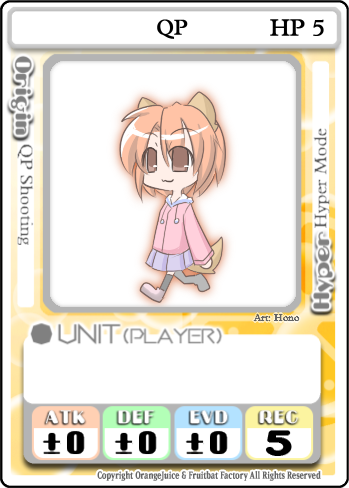 QP HP 5
Origin QP Shooting
Hyper Hyper Mode
Art: Hono
UNIT (PLAYER)
ATK DEF EVD REC
±0 ±0 ±0 5
Copyright OrangeJuice & Fruitbat Factory All Rights Reserved